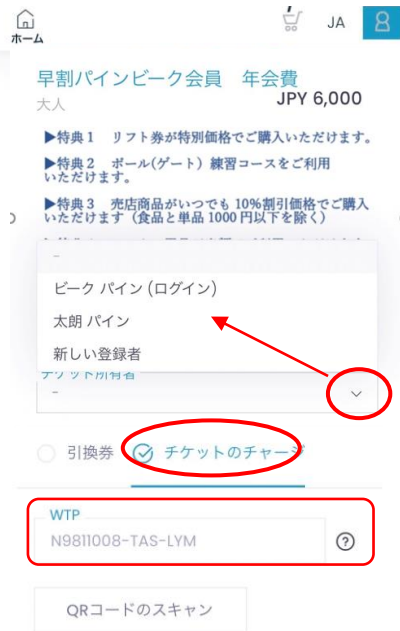 ホーム
JA
早割パインビーク会員 年会費
大人
JPY 6,000
▶特典1 リフト券が特別価格でご購入いただけます。
▶特典2 ポール(ゲート) 練習コースをご利用
いただけます。
▶特典3 売店商品がいつでも 10%割引価格でご購入
いただけます（食品と単品 1000 円以下を除く）
-
ビーク パイン (ログイン)
太朗 パイン
新しい登録者
チケット所有者
-
引換券
チケットのチャージ
WTP
N9811008-TAS-LYM
QRコードのスキャン